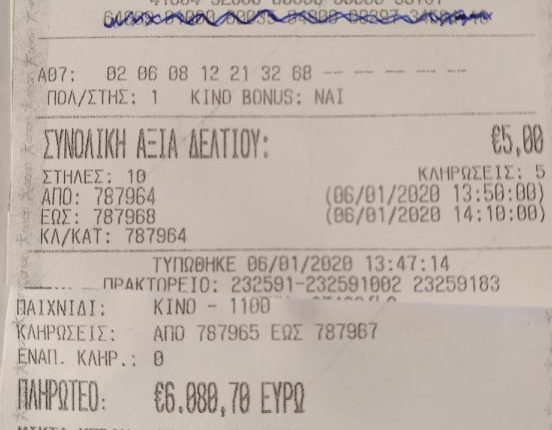 Α07: 02 06 08 12 21 32 68 -- -- -- -- --
ΠΟΛ/ΣΤΗΣ: 1 ΚΙΝΟ BONUS: ΝΑΙ
ΣΥΝΟΛΙΚΗ ΑΞΙΑ ΔΕΛΤΙΟΥ: €5,00
ΣΤΗΛΕΣ: 10 ΚΛΗΡΩΣΕΙΣ: 5
ΑΠΟ: 787964 (06/01/2020 13:50:00)
ΕΩΣ: 787968 (06/01/2020 14:10:00)
ΚΛ/ΚΑΤ: 787964
ΤΥΠΩΘΗΚΕ 06/01/2020 13:47:14
ΠΡΑΚΤΟΡΕΙΟ: 232591-232591002 23259183
ΠΑΙΧΝΙΔΙ: ΚΙΝΟ - 1100
ΚΛΗΡΩΣΕΙΣ: ΑΠΟ 787965 ΕΩΣ 787967
ΕΝΑΠ. ΚΛΗΡ.: 0
ΠΛΗΡΩΤΕΟ: €6.080,70 ΕΥΡΩ